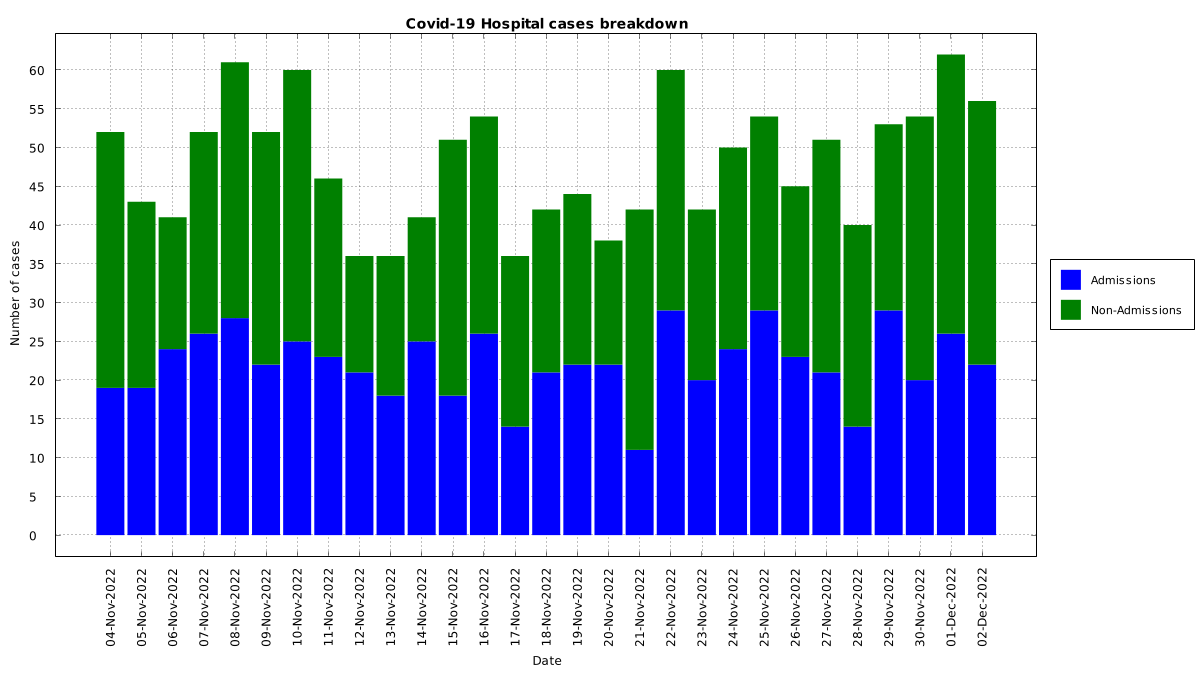 Covid-19 Hospital cases breakdown
Number of cases
60
55
50
45
40
35
30
25
20
15
10
5
0
04-Nov-2022
05-Nov-2022
06-Nov-2022
07-Nov-2022
08-Nov-2022
09-Nov-2022
10-Nov-2022
11-Nov-2022
12-Nov-2022
13-Nov-2022
14-Nov-2022
15-Nov-2022
16-Nov-2022
17-Nov-2022
18-Nov-2022
19-Nov-2022
20-Nov-2022
21-Nov-2022
22-Nov-2022
23-Nov-2022
24-Nov-2022
25-Nov-2022
26-Nov-2022
27-Nov-2022
28-Nov-2022
29-Nov-2022
30-Nov-2022
01-Dec-2022
02-Dec-2022
Date
Admissions
Non-Admissions